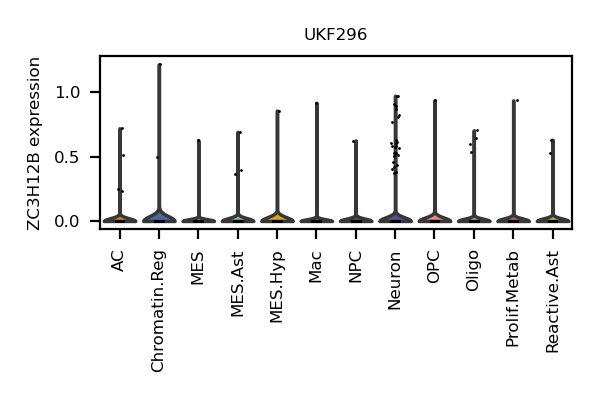 UKF296
ZC3H12B expression
1.0
0.5
0.0
AC
Chromatin.Reg
MES
MES.Ast
MES.Hyp
Mac
NPC
Neuron
OPC
Oligo
Prolif.Metab
Reactive.Ast